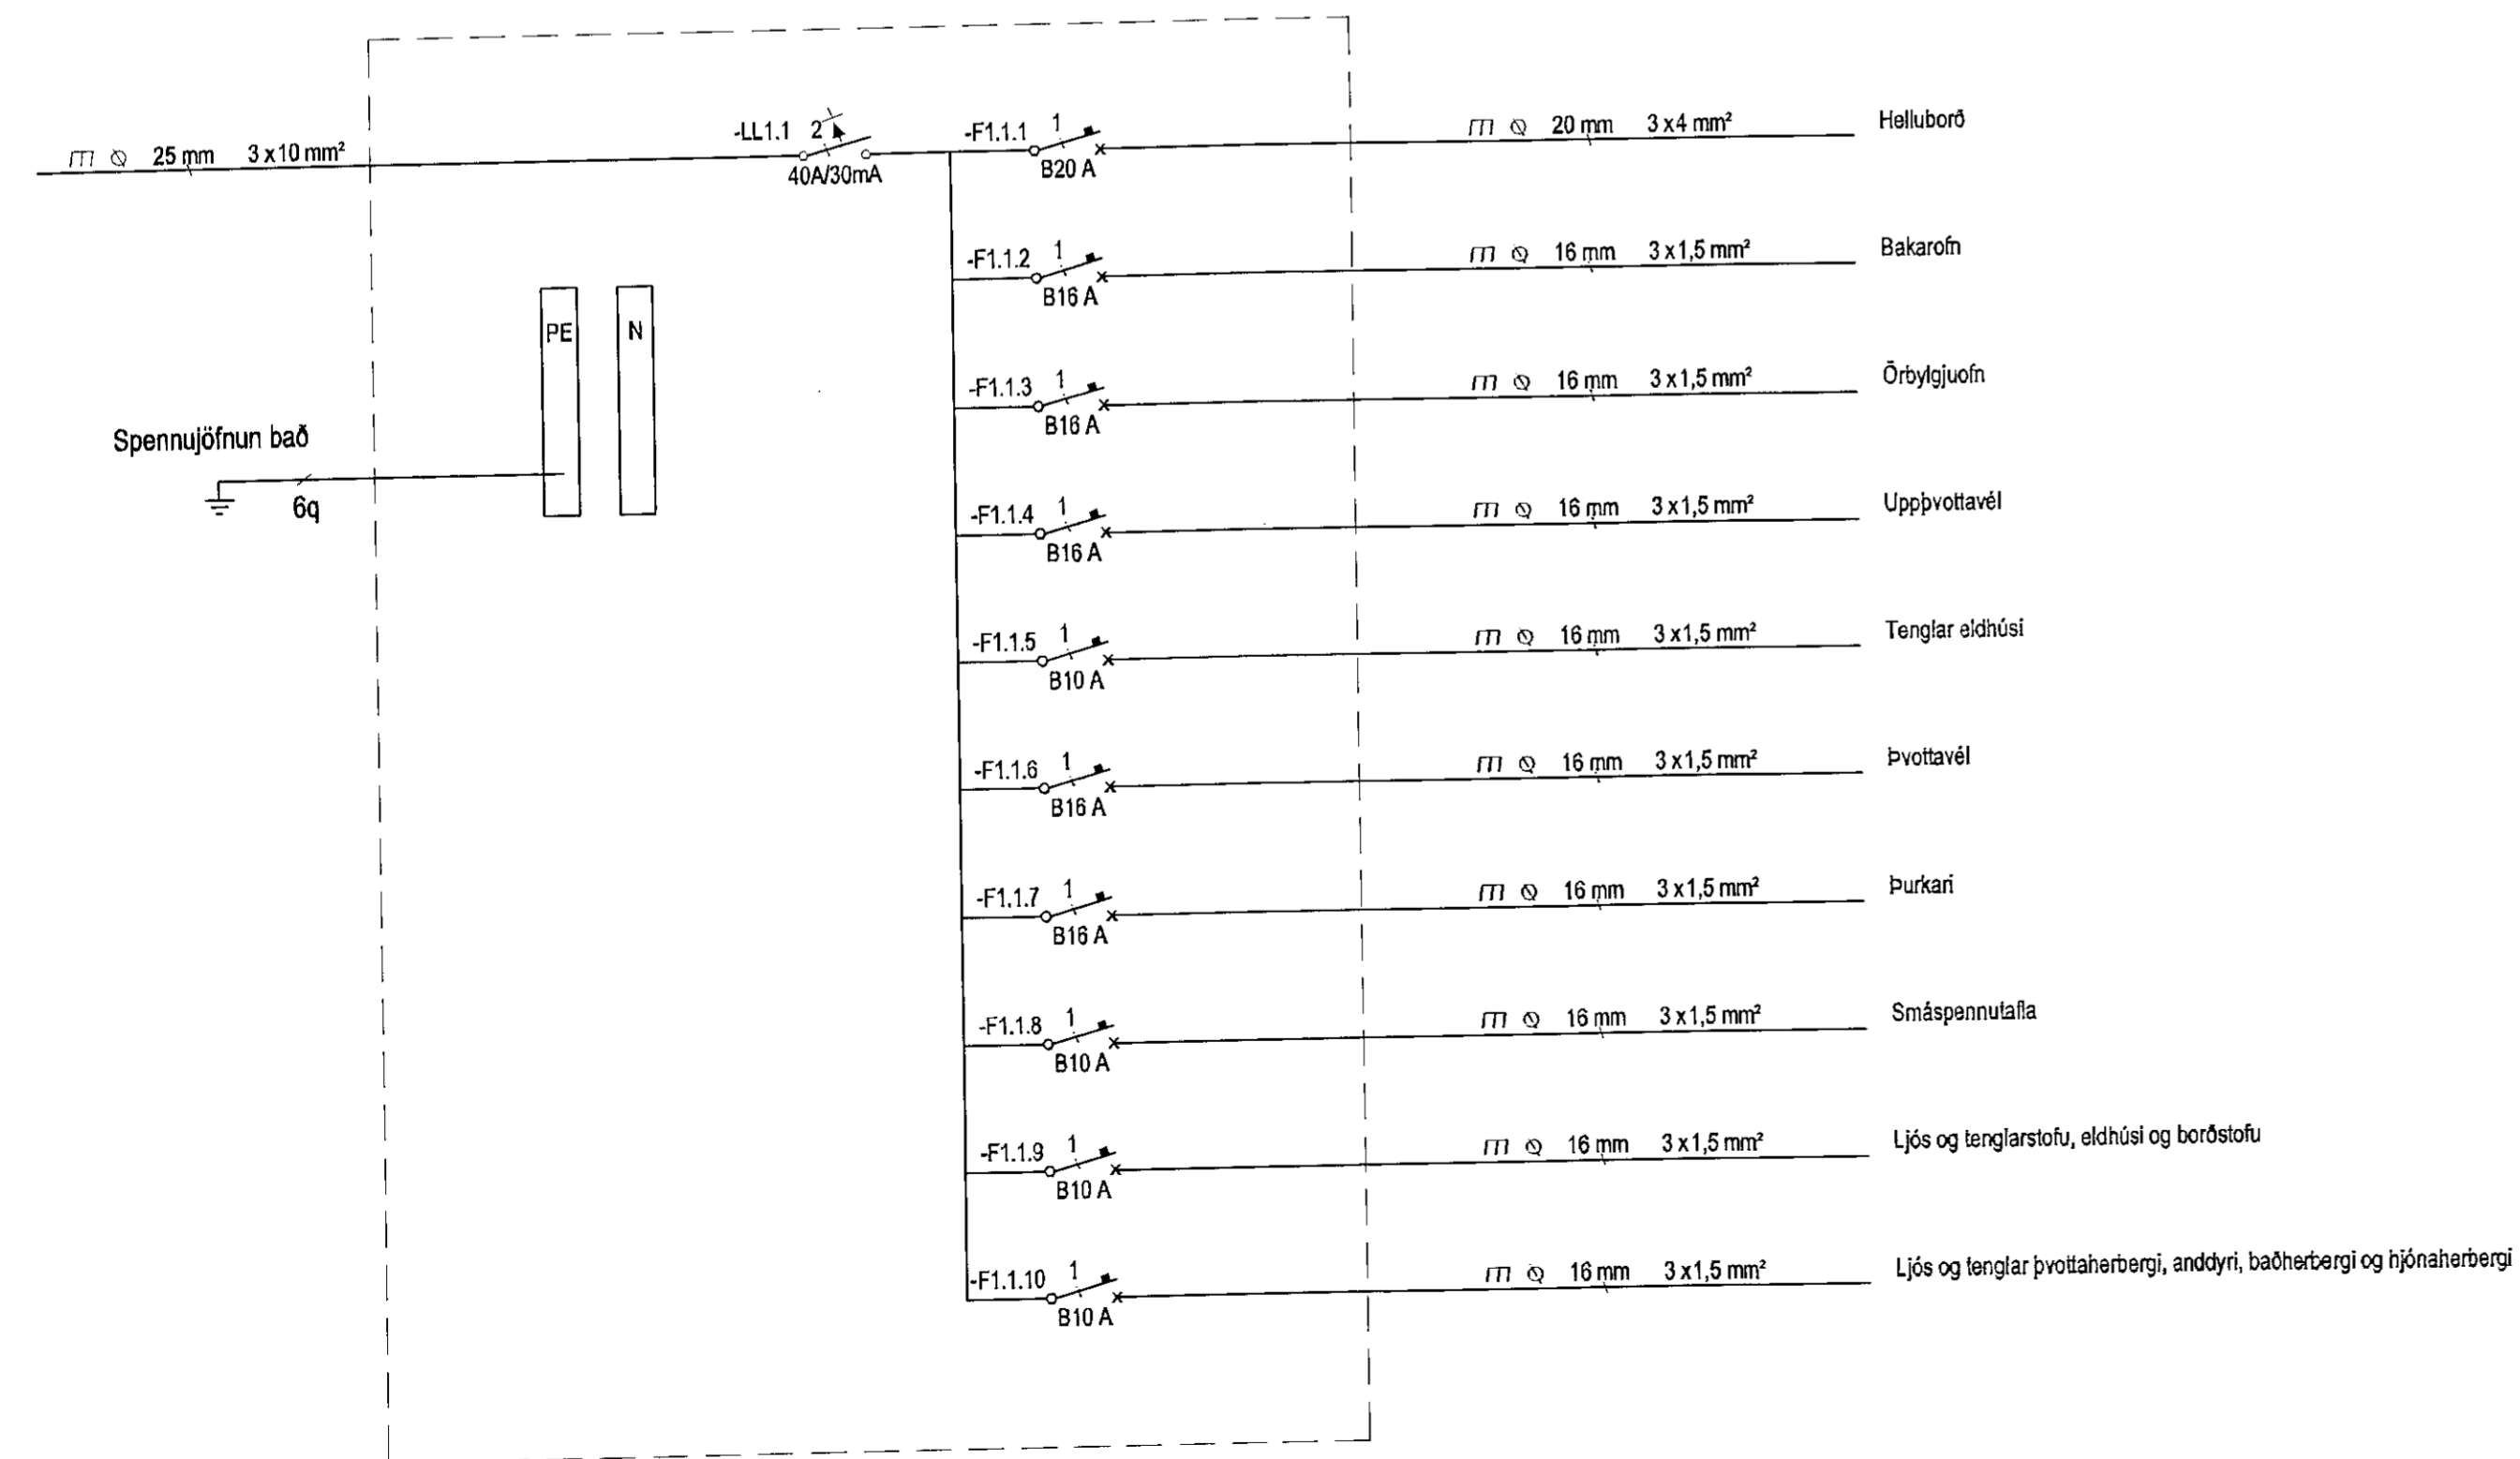 25 mm 3 x 10 mm²
-LL1.1 2
40A/30mA
-F1.1.1 1
B20 A
20 mm 3 x 4 mm²
Helluborð
-F1.1.2 1
B16 A
16 mm 3 x 1,5 mm²
Bakarofn
PE
N
-F1.1.3 1
B16 A
16 mm 3 x 1,5 mm²
Örbylgjuofn
Spennujöfnun bað
6q
-F1.1.4 1
B16 A
16 mm 3 x 1,5 mm²
Uppþvottavél
-F1.1.5 1
B10 A
16 mm 3 x 1,5 mm²
Tenglar eldhúsi
-F1.1.6 1
B16 A
16 mm 3 x 1,5 mm²
Þvottavél
-F1.1.7 1
B16 A
16 mm 3 x 1,5 mm²
Þurkari
-F1.1.8 1
B10 A
16 mm 3 x 1,5 mm²
Smáspennutafla
-F1.1.9 1
B10 A
16 mm 3 x 1,5 mm²
Ljós og tenglarstofu, eldhúsi og borðstofu
-F1.1.10 1
B10 A
16 mm 3 x 1,5 mm²
Ljós og tenglar þvottaherbergi, anddyri, baðherbergi og hjónaherbergi